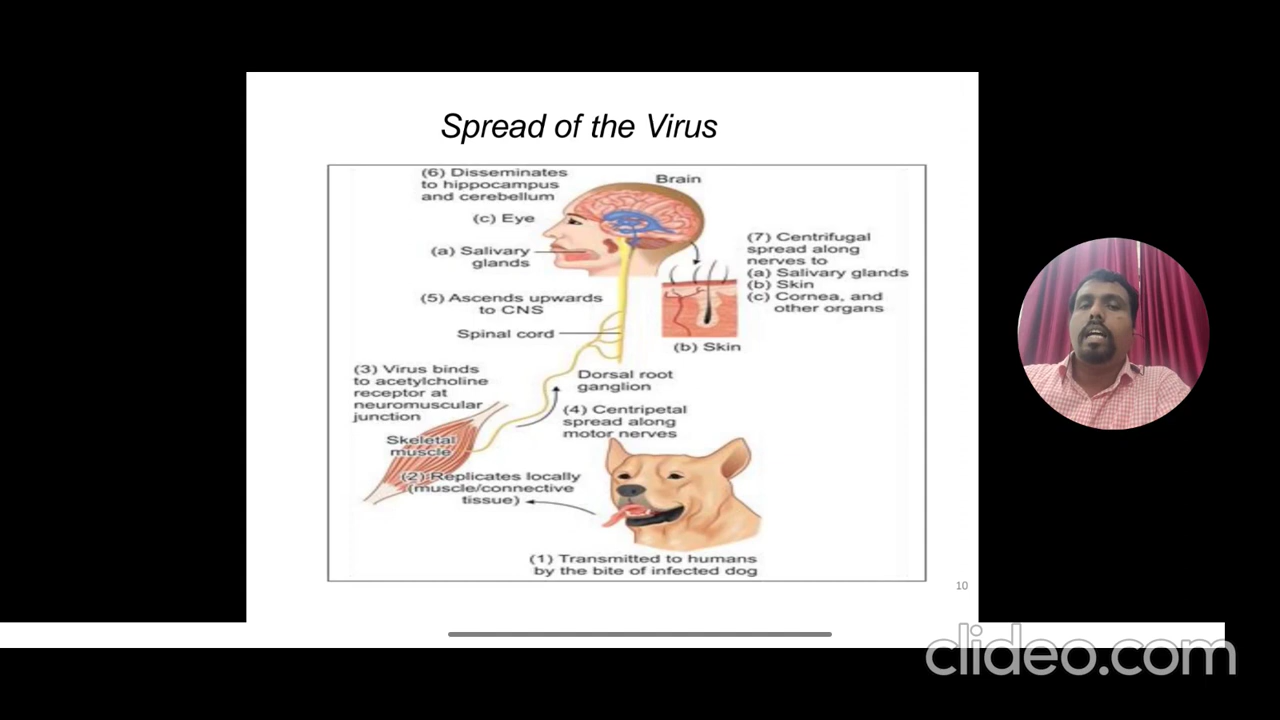 Spread of the Virus
(6) Disseminates
to hippocampus
and cerebellum
Brain
(c) Eye
(a) Salivary
glands
(7) Centrifugal
spread along
nerves to
(a) Salivary glands
(b) Skin
(c) Cornea, and
other organs
(5) Ascends upwards
to CNS
Spinal cord
(b) Skin
(3) Virus binds
to acetylcholine
receptor at
neuromuscular
junction
Dorsal root
ganglion
(4) Centripetal
spread along
motor nerves
Skeletal
muscle
(2) Replicates locally
(muscle/connective
tissue)
(1) Transmitted to humans
by the bite of infected dog
10
clideo.com